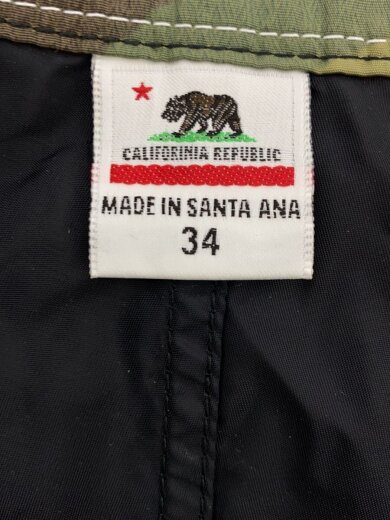 CALIFORINIA REPUBLIC
MADE IN SANTA ANA
34